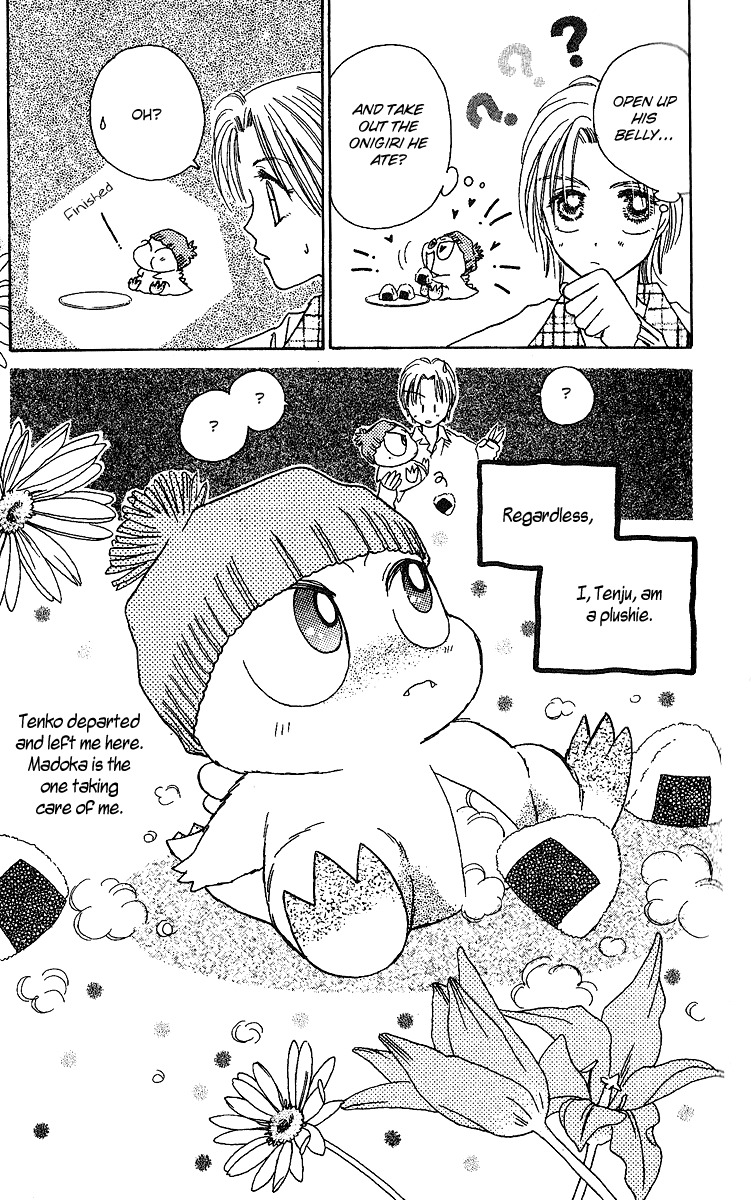 OPEN UP
HIS
BELLY...
AND TAKE
OUT THE
ONIGIRI HE
ATE?
?
?
?
OH?
Finished
?
?
?
Regardless,
I, Tenju, am
a plushie.
Tenko departed
and left me here.
Madoka is the
one taking
care of me.